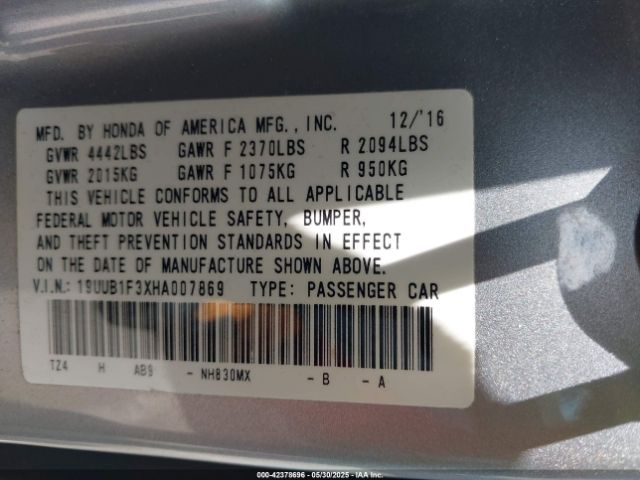 MFD. BY HONDA OF AMERICA MFG., INC. 12/'16
GVWR 4442LBS GAWR F 2370LBS R 2094LBS
GVWR 2015KG GAWR F 1075KG R 950KG
THIS VEHICLE CONFORMS TO ALL APPLICABLE
FEDERAL MOTOR VEHICLE SAFETY, BUMPER,
AND THEFT PREVENTION STANDARDS IN EFFECT
ON THE DATE OF MANUFACTURE SHOWN ABOVE.
V.I.N.: 19UUB1F3XHA007869 TYPE: PASSENGER CAR
TZ4 H AB9 - NH830MX - B - A
000-42378696 - 05/30/2025 - IAA Inc.